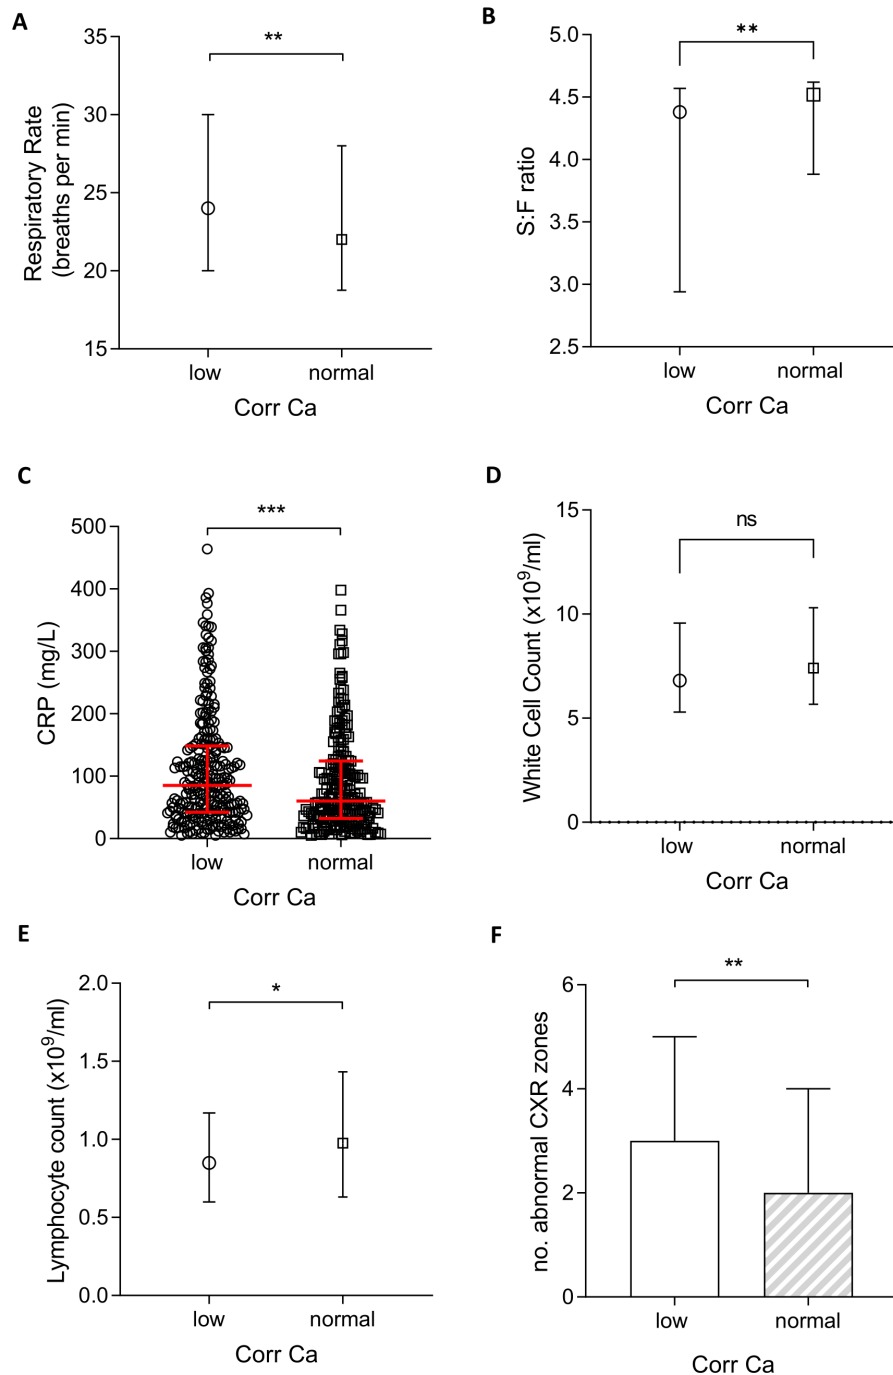 A
Respiratory Rate
(breaths per min)
35
30
25
20
15
**
low normal
Corr Ca
B
S:F ratio
5.0
4.5
4.0
3.5
3.0
2.5
**
low normal
Corr Ca
C
CRP (mg/L)
500
400
300
200
100
0
***
low normal
Corr Ca
D
White Cell Count (x10⁹/ml)
15
10
5
0
ns
low normal
Corr Ca
E
Lymphocyte count (x10⁹/ml)
2.0
1.5
1.0
0.5
0.0
*
low normal
Corr Ca
F
no. abnormal CXR zones
6
4
2
0
**
low normal
Corr Ca